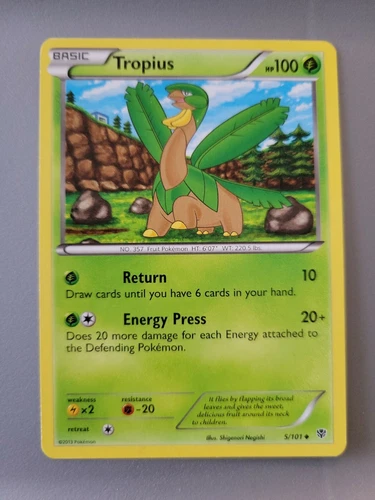 BASIC
Tropius
HP100
NO. 357 Fruit Pokémon HT: 6'07" WT: 220.5 lbs.
Return 10
Draw cards until you have 6 cards in your hand.
Energy Press 20+
Does 20 more damage for each Energy attached to
the Defending Pokémon.
weakness
×2
resistance
-20
retreat
It flies by flapping its broad
leaves and gives the sweet,
delicious fruit around its neck
to children.
©2013 Pokémon
Illus. Shigenori Negishi
5/101